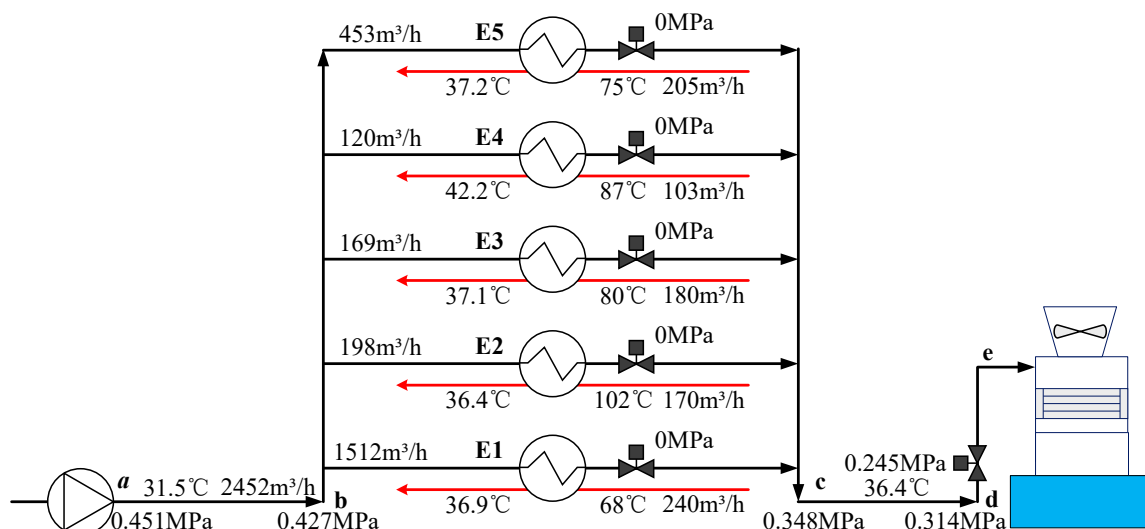 453m³/h E5 0MPa
37.2℃ 75℃ 205m³/h
120m³/h E4 0MPa
42.2℃ 87℃ 103m³/h
169m³/h E3 0MPa
37.1℃ 80℃ 180m³/h
198m³/h E2 0MPa
36.4℃ 102℃ 170m³/h
e
1512m³/h E1 0MPa
36.9℃ 68℃ 240m³/h
a 31.5℃ 2452m³/h b
0.451MPa 0.427MPa
c 0.245MPa
36.4℃ d
0.348MPa 0.314MPa